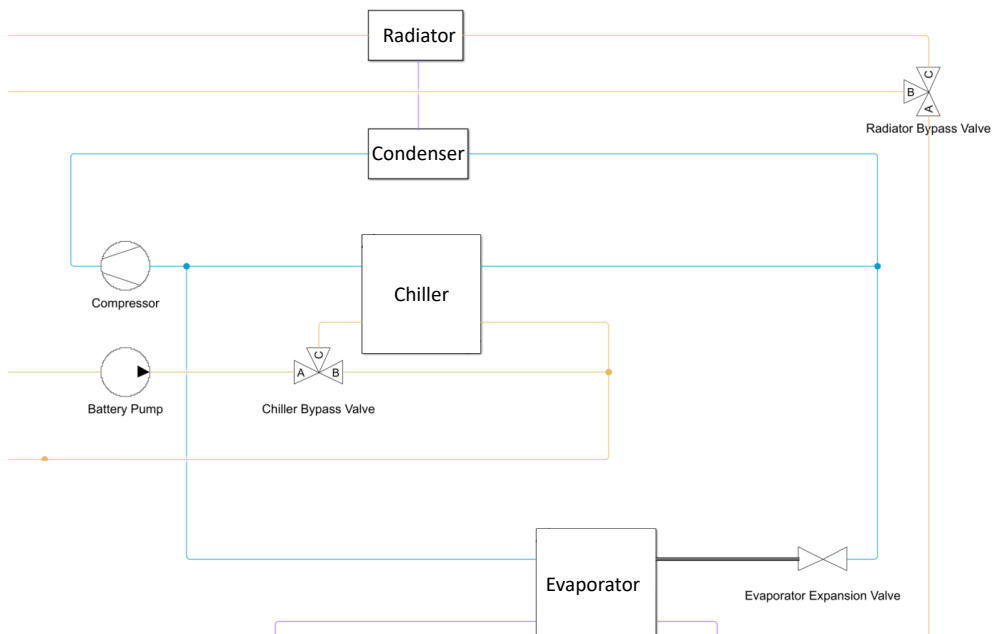 Radiator
C
B
A
Radiator Bypass Valve
Condenser
Compressor
Chiller
C
A
B
Battery Pump
Chiller Bypass Valve
Evaporator
Evaporator Expansion Valve